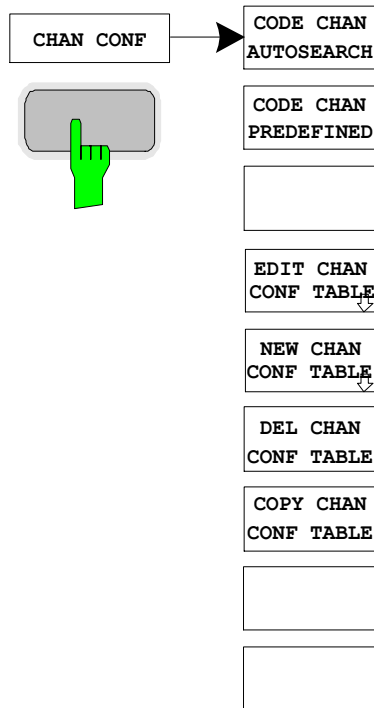 CHAN CONF
CODE CHAN
AUTOSEARCH
CODE CHAN
PREDEFINED
EDIT CHAN
CONF TABLE
NEW CHAN
CONF TABLE
DEL CHAN
CONF TABLE
COPY CHAN
CONF TABLE